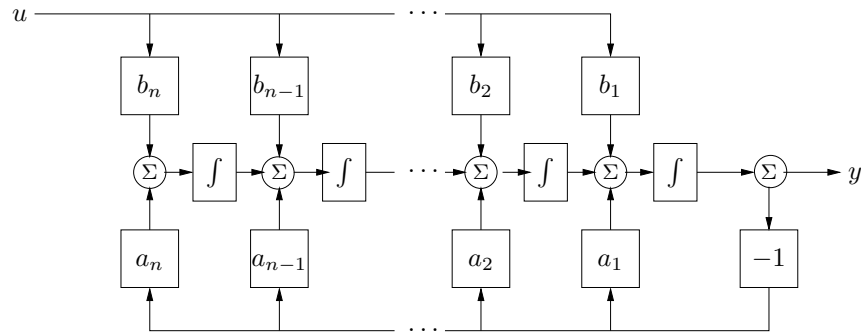 u ···
b_n b_{n−1} b_2 b_1
Σ ∫ Σ ∫ ··· Σ ∫ Σ ∫ Σ y
a_n a_{n−1} a_2 a_1 −1
···